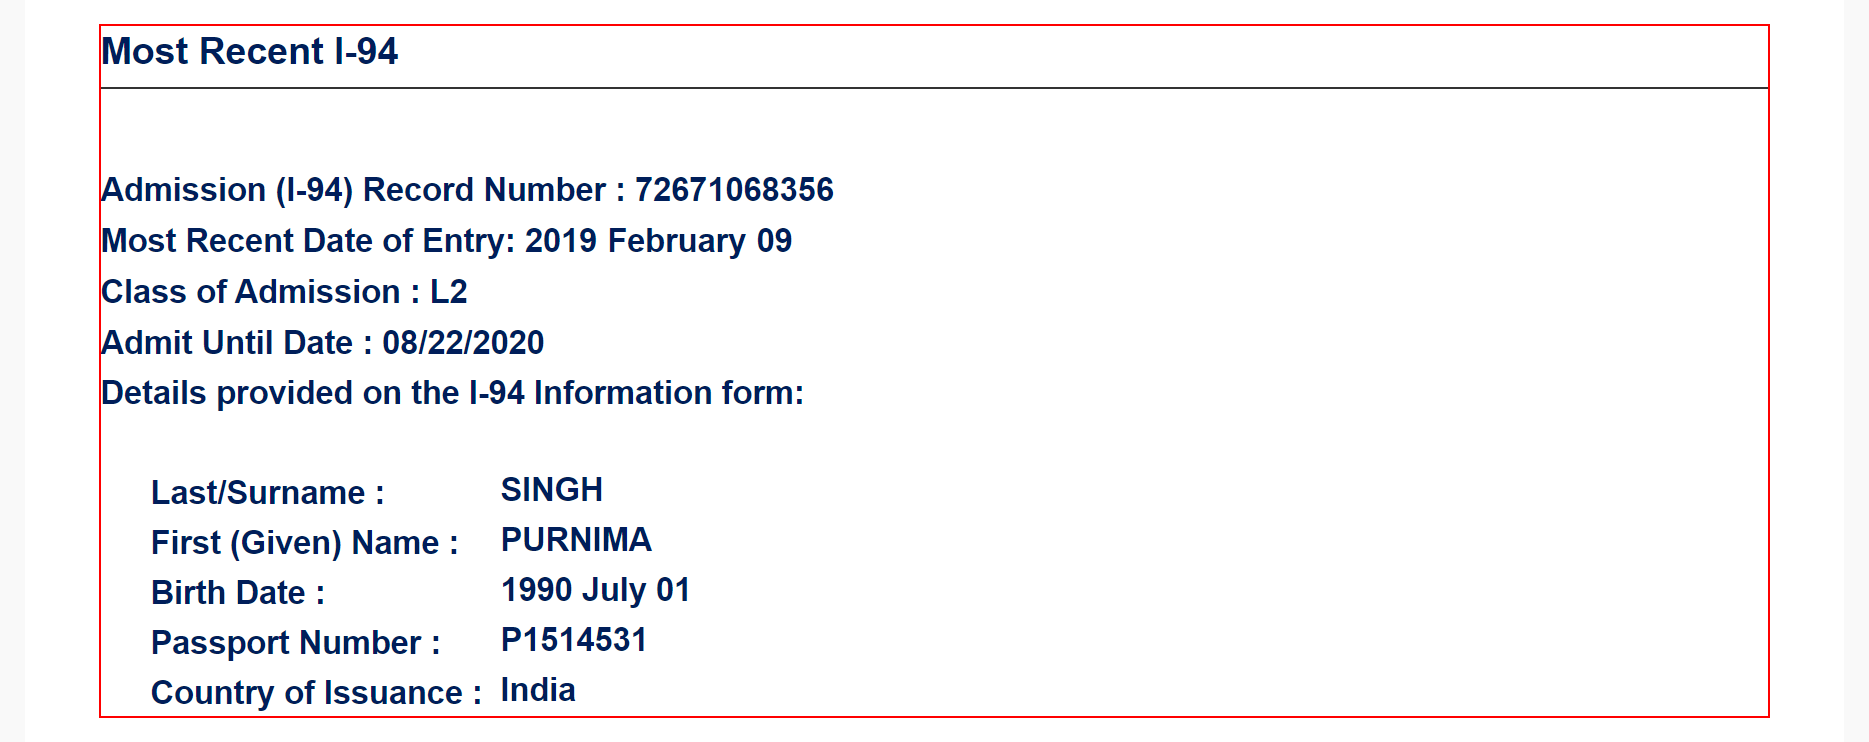 Most Recent I-94
Admission (I-94) Record Number : 72671068356
Most Recent Date of Entry: 2019 February 09
Class of Admission : L2
Admit Until Date : 08/22/2020
Details provided on the I-94 Information form:
Last/Surname : SINGH
First (Given) Name : PURNIMA
Birth Date : 1990 July 01
Passport Number : P1514531
Country of Issuance : India